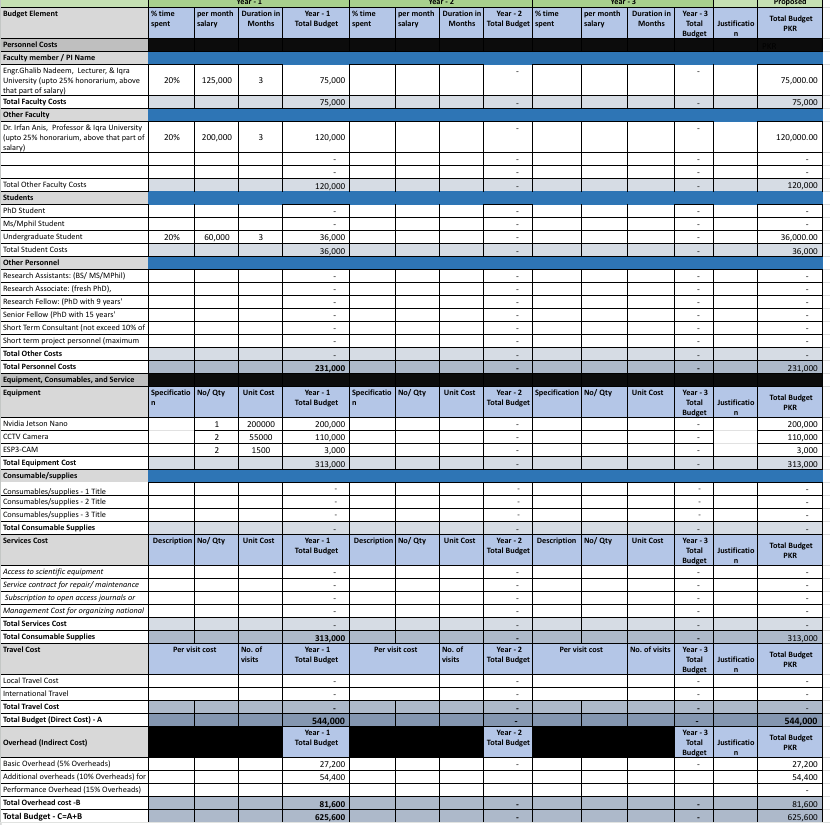 Year - 1 Year - 2 Year - 3 Proposed
Budget Element % time spent per month salary Duration in Months Year - 1 Total Budget % time spent per month salary Duration in Months Year - 2 Total Budget % time spent per month salary Duration in Months Year - 3 Total Budget Justification Total Budget PKR
Personnel Costs
Faculty member / PI Name
Engr.Ghalib Nadeem, Lecturer, & Iqra
University (upto 25% honorarium, above 20% 125,000 3 75,000 - - 75,000.00
that part of salary)
Total Faculty Costs 75,000 - - 75,000
Other Faculty
Dr. Irfan Anis, Professor & Iqra University
(upto 25% honorarium, above that part of 20% 200,000 3 120,000 - - 120,000.00
salary)
- - - -
- - - -
Total Other Faculty Costs 120,000 - - 120,000
Students
PhD Student - - - -
Ms/Mphil Student - - - -
Undergraduate Student 20% 60,000 3 36,000 - - 36,000.00
Total Student Costs 36,000 - - 36,000
Other Personnel
Research Assistants: (BS/ MS/MPhil) - - - -
Research Associate: (fresh PhD), - - - -
Research Fellow: (PhD with 9 years' - - - -
Senior Fellow (PhD with 15 years' - - - -
Short Term Consultant (not exceed 10% of - - - -
Short term project personnel (maximum - - - -
Total Other Costs - - - -
Total Personnel Costs 231,000 - - 231,000
Equipment, Consumables, and Service
Equipment Specification No/ Qty Unit Cost Year - 1 Total Budget Specification No/ Qty Unit Cost Year - 2 Total Budget Specification No/ Qty Unit Cost Year - 3 Total Budget Justification Total Budget PKR
Nvidia Jetson Nano 1 200000 200,000 - - 200,000
CCTV Camera 2 55000 110,000 - - 110,000
ESP3-CAM 2 1500 3,000 - - 3,000
Total Equipment Cost 313,000 - - 313,000
Consumable/supplies
Consumables/supplies - 1 Title - - - -
Consumables/supplies - 2 Title - - - -
Consumables/supplies - 3 Title - - - -
Total Consumable Supplies - - - -
Services Cost Description No/ Qty Unit Cost Year - 1 Total Budget Description No/ Qty Unit Cost Year - 2 Total Budget Description No/ Qty Unit Cost Year - 3 Total Budget Justification Total Budget PKR
Access to scientific equipment - - - -
Service contract for repair/ maintenance - - - -
Subscription to open access journals or - - - -
Management Cost for organizing national - - - -
Total Services Cost - - - -
Total Consumable Supplies 313,000 - - 313,000
Travel Cost Per visit cost No. of visits Year - 1 Total Budget Per visit cost No. of visits Year - 2 Total Budget Per visit cost No. of visits Year - 3 Total Budget Justification Total Budget PKR
Local Travel Cost - - - -
International Travel - - - -
Total Travel Cost - - - -
Total Budget (Direct Cost) - A 544,000 - - 544,000
Overhead (Indirect Cost) Year - 1 Total Budget Year - 2 Total Budget Year - 3 Total Budget Justification Total Budget PKR
Basic Overhead (5% Overheads) 27,200 - - 27,200
Additional overheads (10% Overheads) for 54,400 54,400
Performance Overhead (15% Overheads) -
Total Overhead cost -B 81,600 - - 81,600
Total Budget - C=A+B 625,600 - - 625,600